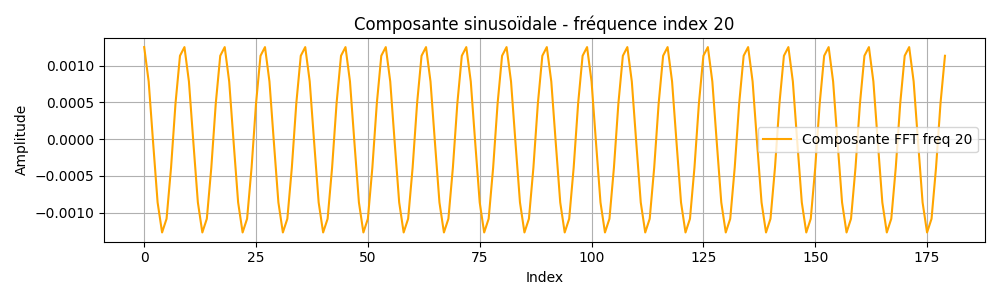 Composante sinusoïdale - fréquence index 20
Amplitude
0.0010
0.0005
0.0000
−0.0005
−0.0010
Composante FFT freq 20
0 25 50 75 100 125 150 175
Index